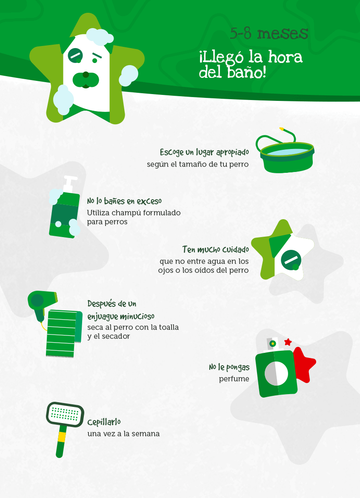 5-8 meses
¡Llegó la hora
del baño!
Escoge un lugar apropiado
según el tamaño de tu perro
No lo bañes en exceso
Utiliza champú formulado
para perros
Ten mucho cuidado
que no entre agua en los
ojos o los oídos del perro
Después de un
enjuague minucioso
seca al perro con la toalla
y el secador
No le pongas
perfume
Cepíllarlo
una vez a la semana